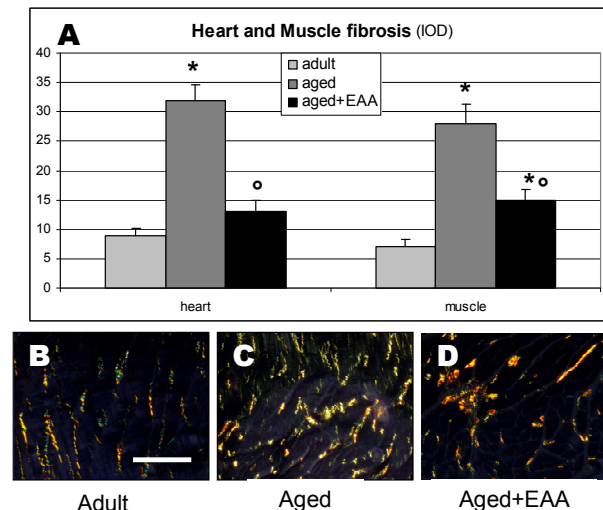 A
Heart and Muscle fibrosis (IOD)
adult
aged
aged+EAA
40
35
30
25
20
15
10
5
0
*
°
*
*°
heart
muscle
B
C
D
Adult
Aged
Aged+EAA